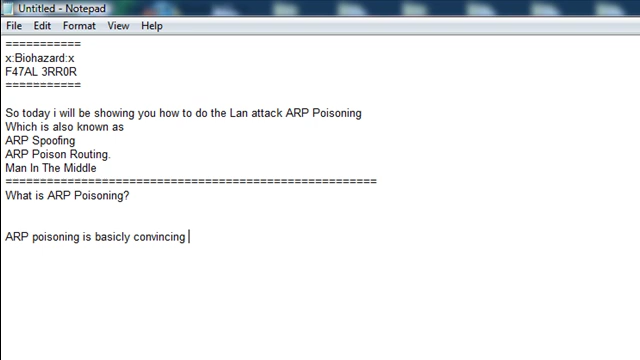 Untitled - Notepad
File Edit Format View Help
===========
x:Biohazard:x
F47AL 3RR0R
===========
So today i will be showing you how to do the Lan attack ARP Poisoning
Which is also known as
ARP Spoofing
ARP Poison Routing.
Man In The Middle
======================================================
What is ARP Poisoning?
ARP poisoning is basicly convincing